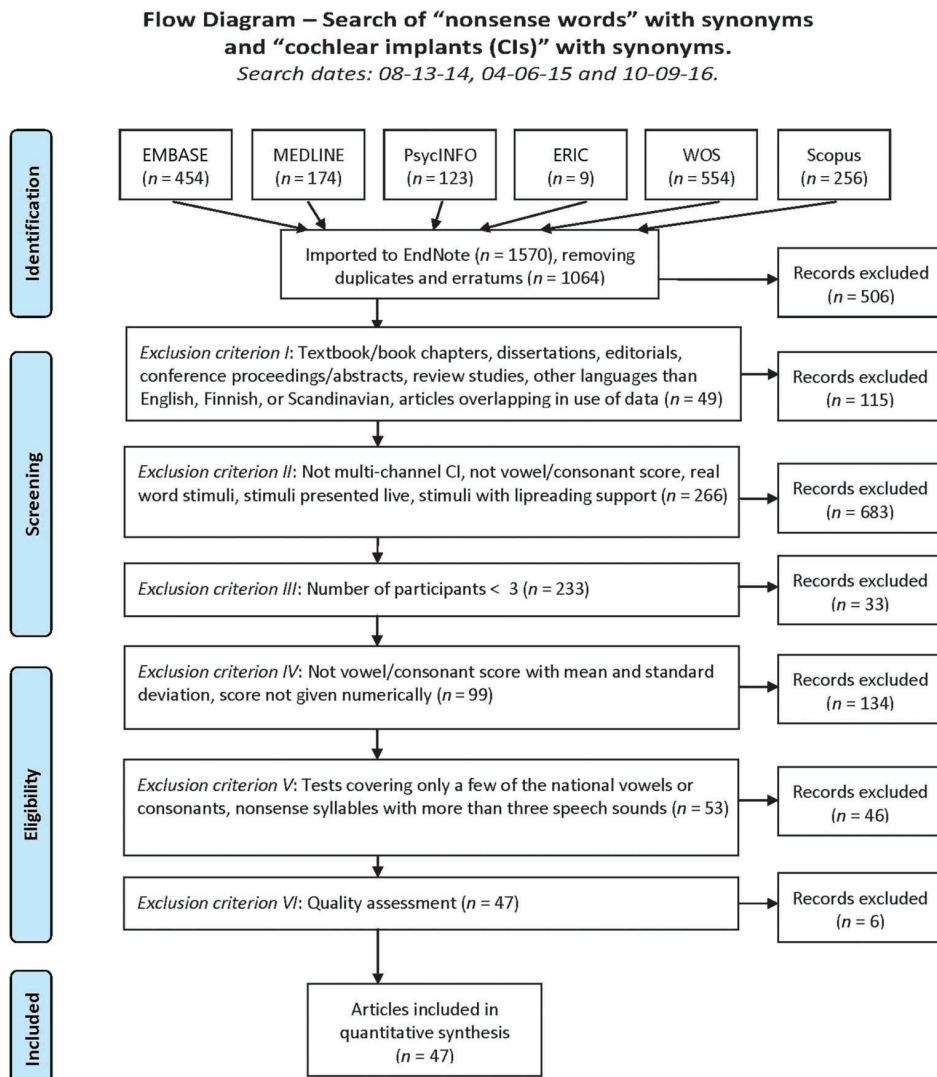 Flow Diagram – Search of “nonsense words” with synonyms
and “cochlear implants (CIs)” with synonyms.
Search dates: 08-13-14, 04-06-15 and 10-09-16.
Identification
EMBASE
(n = 454)
MEDLINE
(n = 174)
PsycINFO
(n = 123)
ERIC
(n = 9)
WOS
(n = 554)
Scopus
(n = 256)
Imported to EndNote (n = 1570), removing
duplicates and erratums (n = 1064)
Records excluded
(n = 506)
Screening
Exclusion criterion I: Textbook/book chapters, dissertations, editorials,
conference proceedings/abstracts, review studies, other languages than
English, Finnish, or Scandinavian, articles overlapping in use of data (n = 49)
Records excluded
(n = 115)
Exclusion criterion II: Not multi-channel CI, not vowel/consonant score, real
word stimuli, stimuli presented live, stimuli with lipreading support (n = 266)
Records excluded
(n = 683)
Exclusion criterion III: Number of participants < 3 (n = 233)
Records excluded
(n = 33)
Eligibility
Exclusion criterion IV: Not vowel/consonant score with mean and standard
deviation, score not given numerically (n = 99)
Records excluded
(n = 134)
Exclusion criterion V: Tests covering only a few of the national vowels or
consonants, nonsense syllables with more than three speech sounds (n = 53)
Records excluded
(n = 46)
Exclusion criterion VI: Quality assessment (n = 47)
Records excluded
(n = 6)
Included
Articles included in
quantitative synthesis
(n = 47)